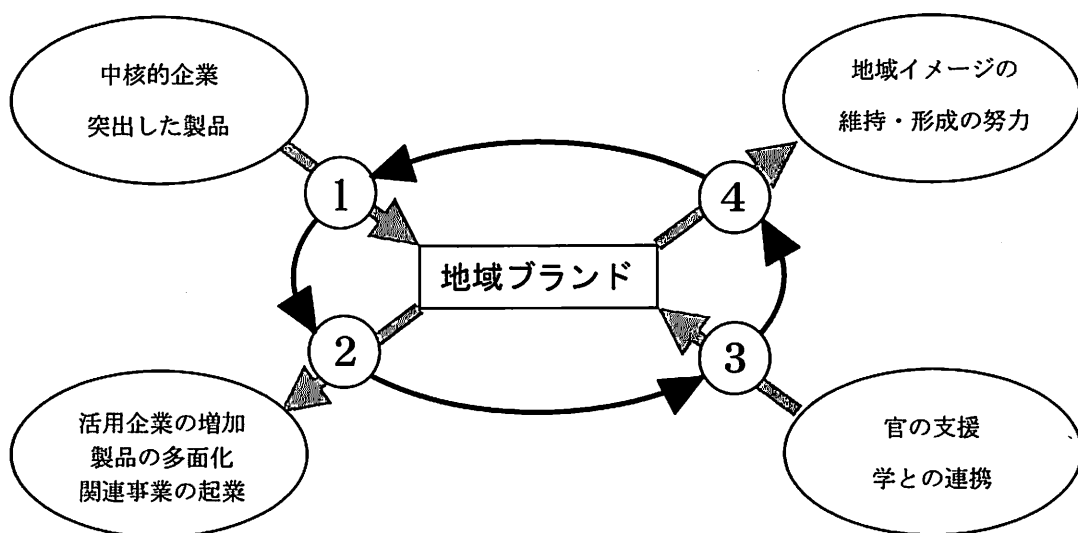 中核的企業
突出した製品
地域イメージの
維持・形成の努力
1
4
地域ブランド
2
3
活用企業の増加
製品の多面化
関連事業の起業
官の支援
学との連携